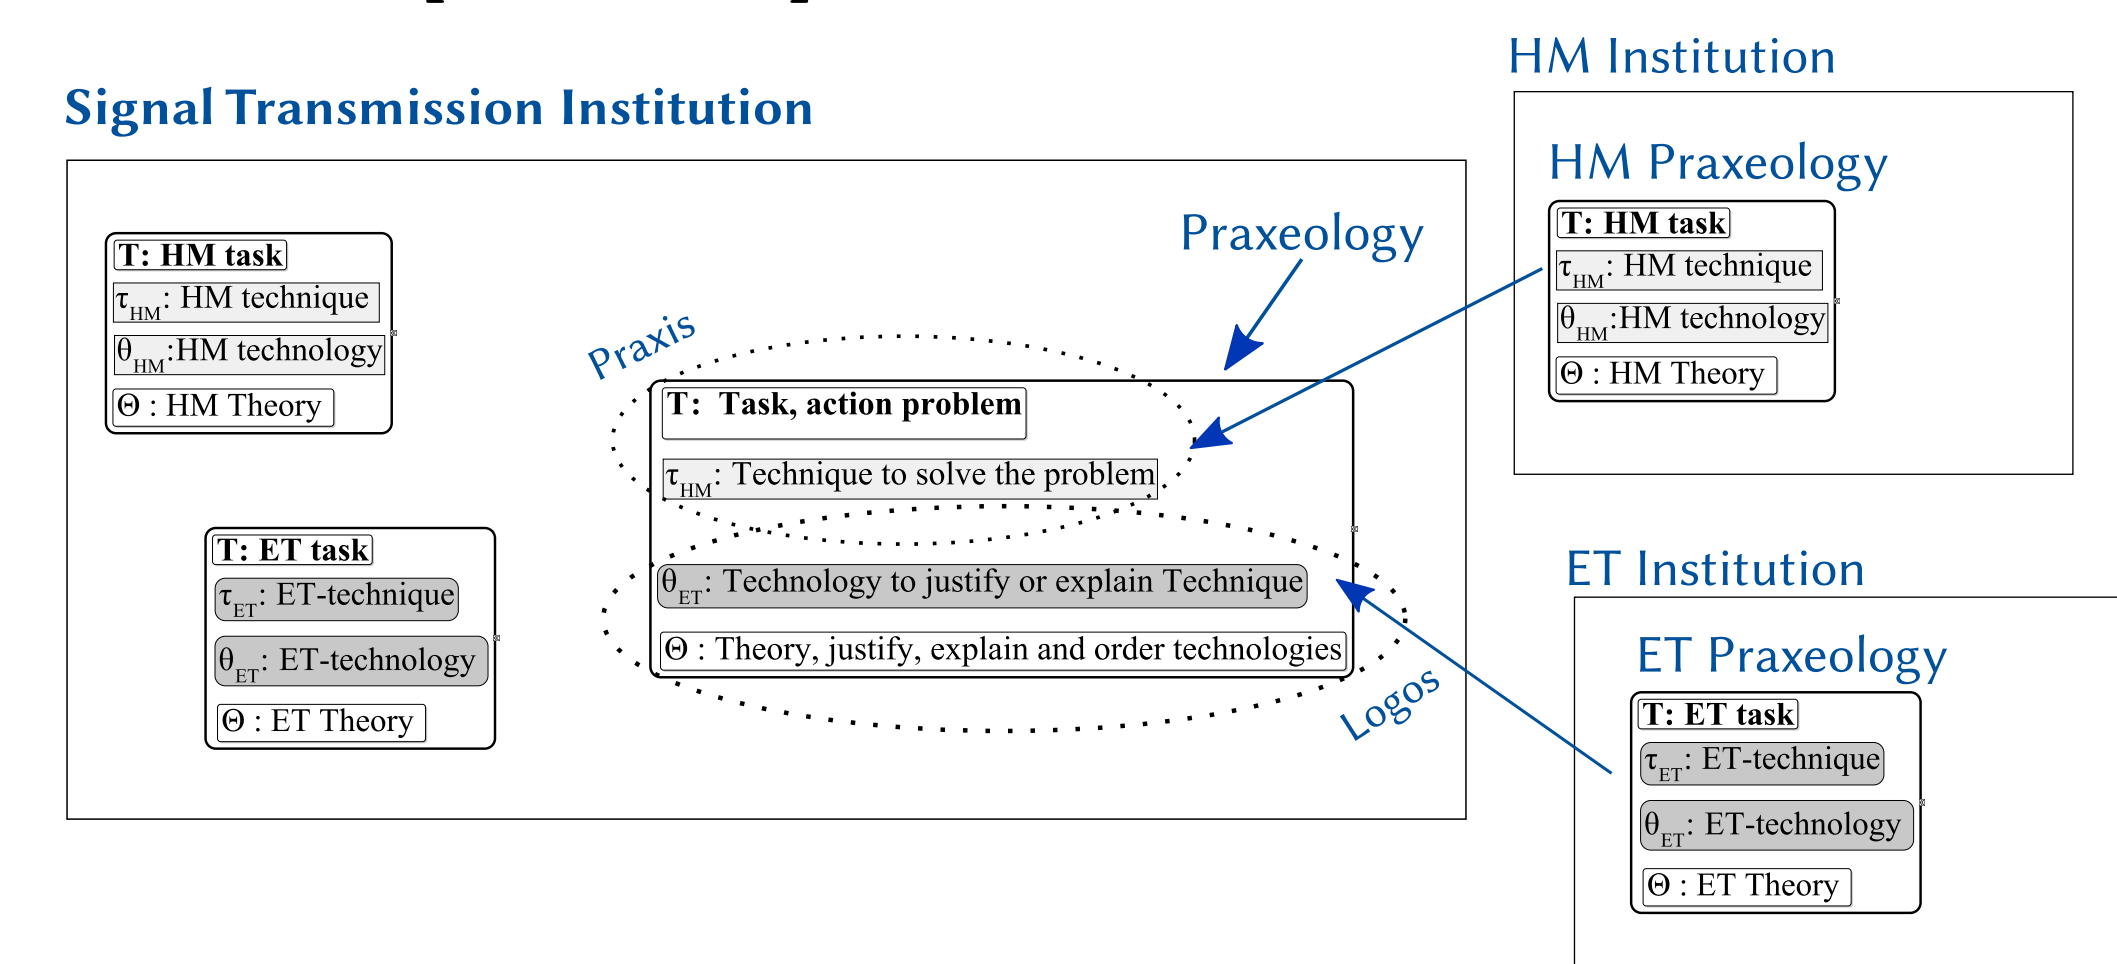 Signal Transmission Institution
T: HM task
τHM: HM technique
θHM:HM technology
Θ : HM Theory
T: ET task
τET: ET-technique
θET: ET-technology
Θ : ET Theory
Praxis
Praxeology
T: Task, action problem
τHM: Technique to solve the problem
θET: Technology to justify or explain Technique
Θ : Theory, justify, explain and order technologies
Logos
HM Institution
HM Praxeology
T: HM task
τHM: HM technique
θHM:HM technology
Θ : HM Theory
ET Institution
ET Praxeology
T: ET task
τET: ET-technique
θET: ET-technology
Θ : ET Theory